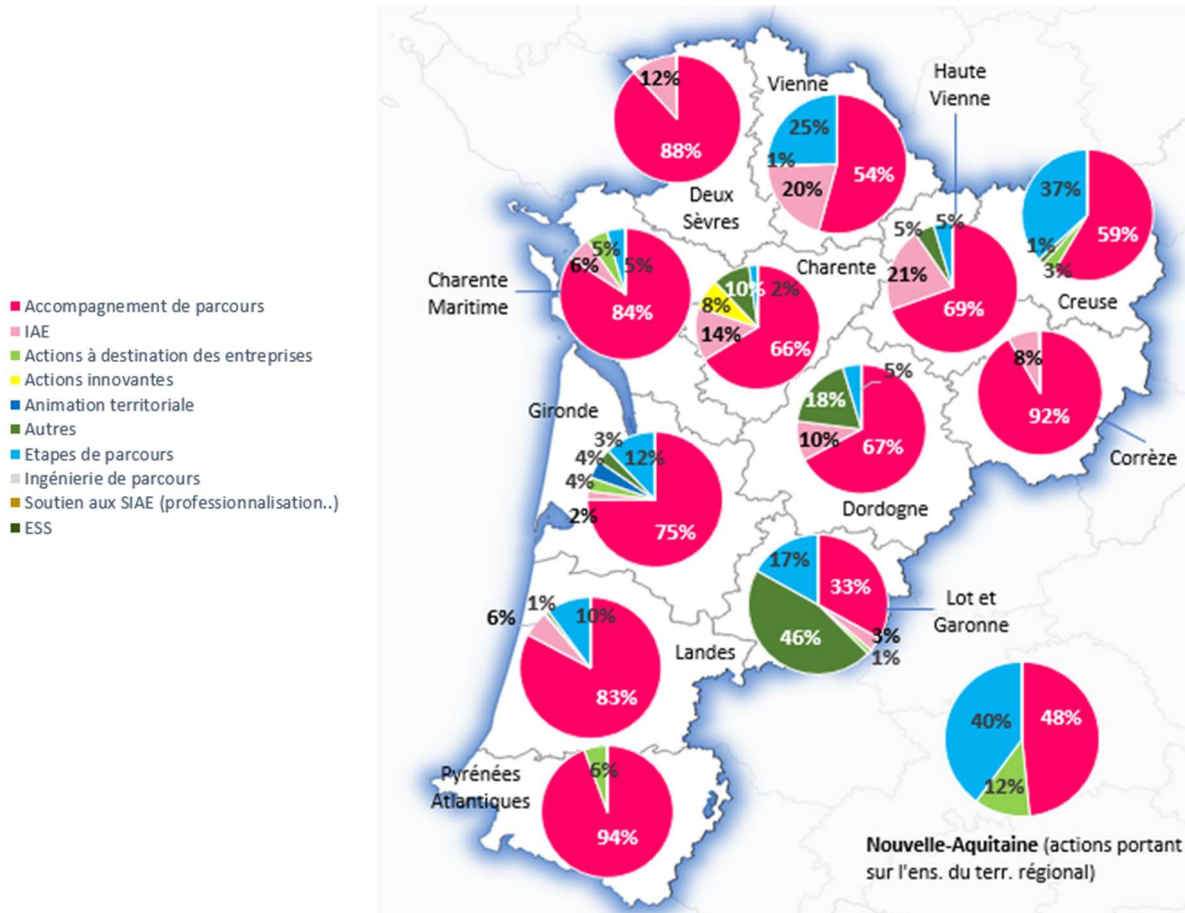 Accompagnement de parcours
IAE
Actions à destination des entreprises
Actions innovantes
Animation territoriale
Autres
Etapes de parcours
Ingénierie de parcours
Soutien aux SIAE (professionnalisation..)
ESS
12%
88%
Deux
Sèvres
Vienne
25%
1%
20%
54%
Haute
Vienne
5%
5%
21%
69%
37%
1%
3%
59%
Creuse
Charente
Maritime
5%
5%
6%
84%
Charente
10%
2%
8%
14%
66%
8%
92%
Corrèze
18%
5%
10%
67%
Dordogne
Gironde
3%
12%
4%
4%
2%
75%
17%
33%
3%
1%
46%
Lot et
Garonne
1%
10%
6%
83%
Landes
Pyrénées
Atlantiques
6%
94%
40%
48%
12%
Nouvelle-Aquitaine (actions portant
sur l'ens. du terr. régional)